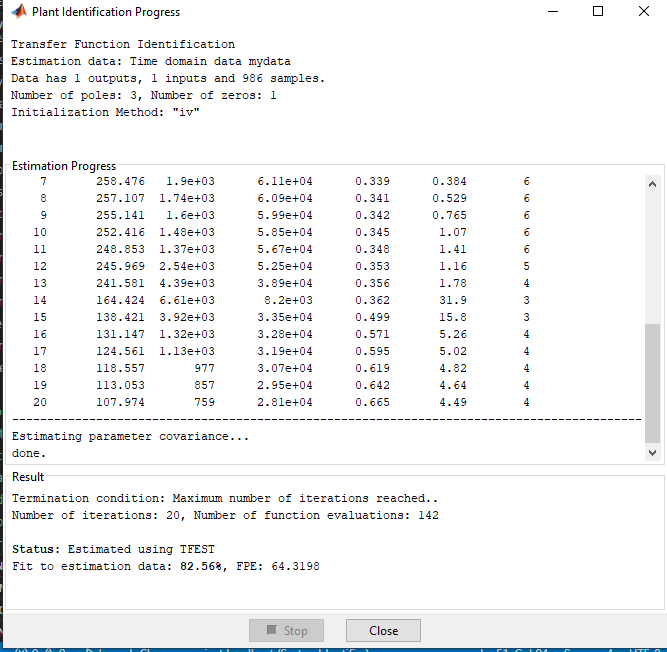 Plant Identification Progress
Transfer Function Identification
Estimation data: Time domain data mydata
Data has 1 outputs, 1 inputs and 986 samples.
Number of poles: 3, Number of zeros: 1
Initialization Method: "iv"
Estimation Progress
7 258.476 1.9e+03 6.11e+04 0.339 0.384 6
8 257.107 1.74e+03 6.09e+04 0.341 0.529 6
9 255.141 1.6e+03 5.99e+04 0.342 0.765 6
10 252.416 1.48e+03 5.85e+04 0.345 1.07 6
11 248.853 1.37e+03 5.67e+04 0.348 1.41 6
12 245.969 2.54e+03 5.25e+04 0.353 1.16 5
13 241.581 4.39e+03 3.89e+04 0.356 1.78 4
14 164.424 6.61e+03 8.2e+03 0.362 31.9 3
15 138.421 3.92e+03 3.35e+04 0.499 15.8 3
16 131.147 1.32e+03 3.28e+04 0.571 5.26 4
17 124.561 1.13e+03 3.19e+04 0.595 5.02 4
18 118.557 977 3.07e+04 0.619 4.82 4
19 113.053 857 2.95e+04 0.642 4.64 4
20 107.974 759 2.81e+04 0.665 4.49 4
Estimating parameter covariance...
done.
Result
Termination condition: Maximum number of iterations reached..
Number of iterations: 20, Number of function evaluations: 142
Status: Estimated using TFEST
Fit to estimation data: 82.56%, FPE: 64.3198
Stop
Close